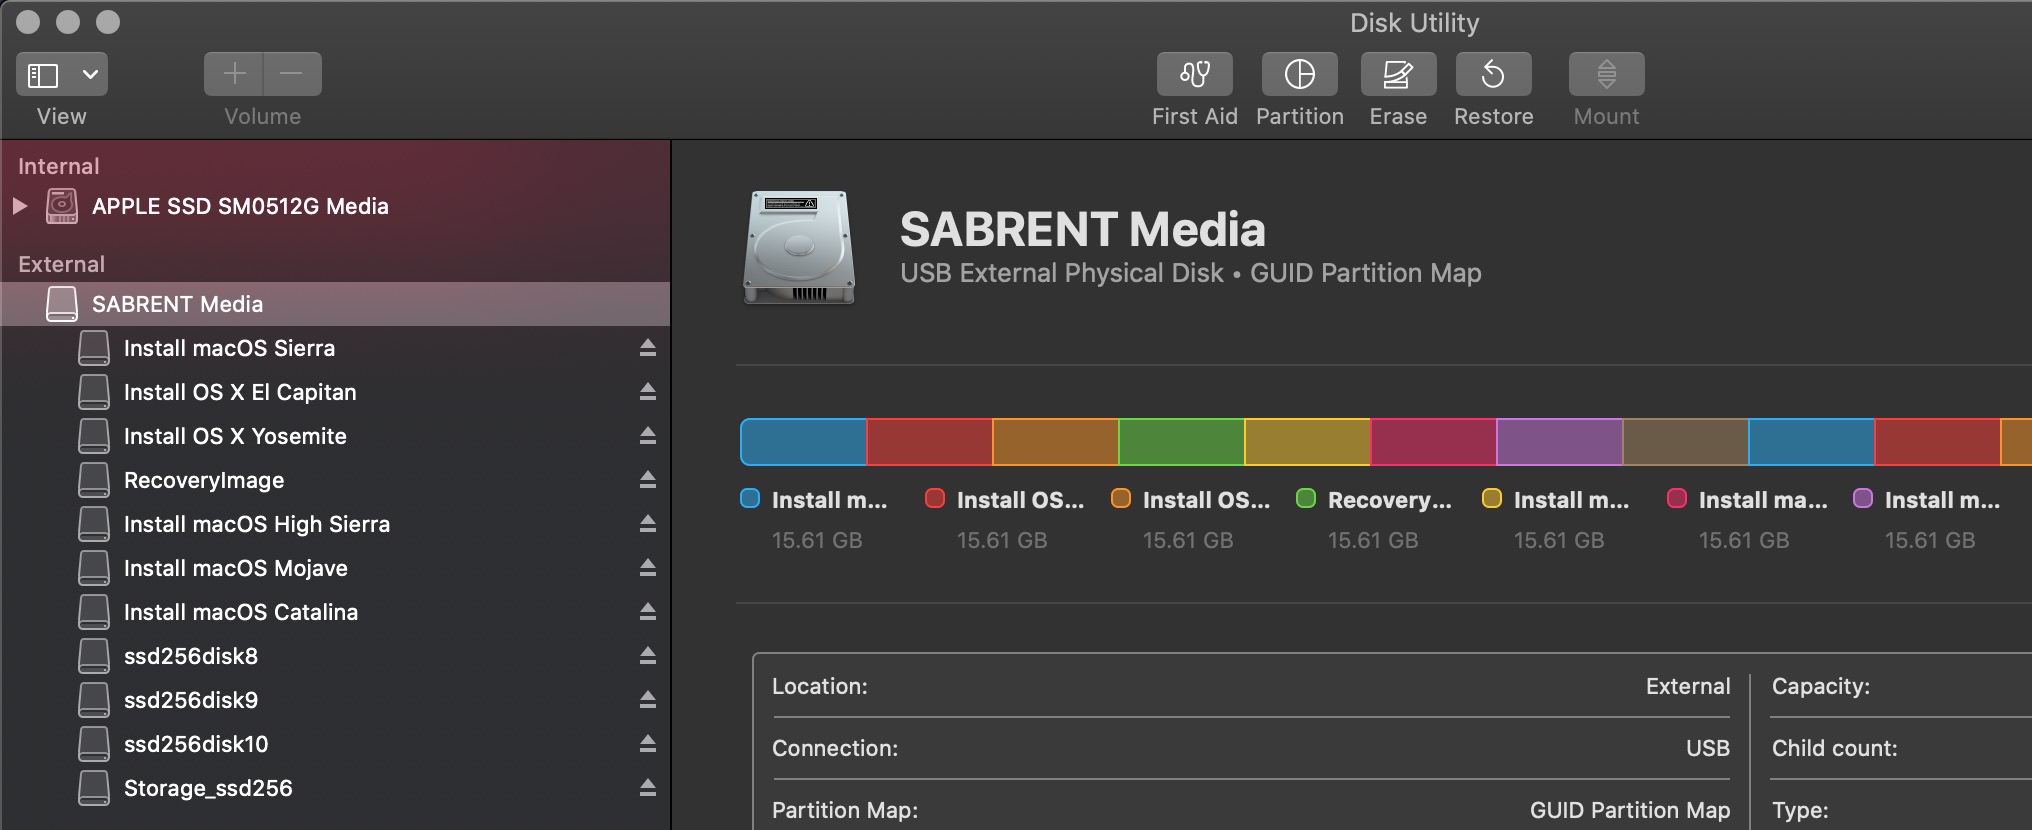 Disk Utility
View
Volume
First Aid
Partition
Erase
Restore
Mount
Internal
APPLE SSD SM0512G Media
External
SABRENT Media
Install macOS Sierra
Install OS X El Capitan
Install OS X Yosemite
RecoveryImage
Install macOS High Sierra
Install macOS Mojave
Install macOS Catalina
ssd256disk8
ssd256disk9
ssd256disk10
Storage_ssd256
SABRENT Media
USB External Physical Disk • GUID Partition Map
Install m...
Install OS...
Install OS...
Recovery...
Install m...
Install ma...
Install m...
15.61 GB
15.61 GB
15.61 GB
15.61 GB
15.61 GB
15.61 GB
15.61 GB
Location: External
Capacity:
Connection: USB
Child count:
Partition Map: GUID Partition Map
Type: